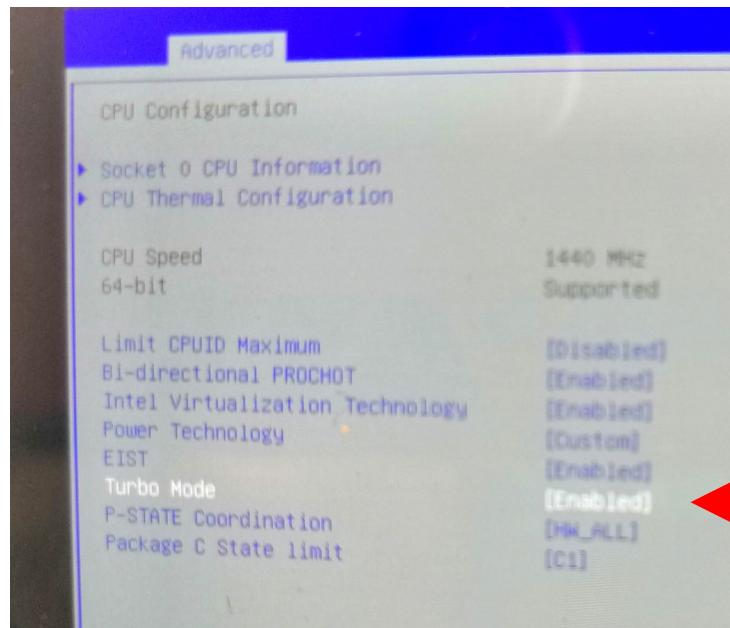 Advanced
CPU Configuration
Socket 0 CPU Information
CPU Thermal Configuration
CPU Speed 1440 MHz
64-bit Supported
Limit CPUID Maximum [Disabled]
Bi-directional PROCHOT [Enabled]
Intel Virtualization Technology [Enabled]
Power Technology [Custom]
EIST [Enabled]
Turbo Mode [Enabled]
P-STATE Coordination [HW_ALL]
Package C State limit [C1]